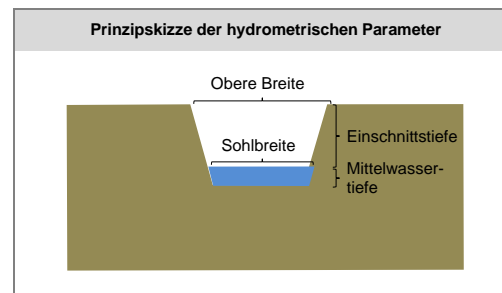 Prinzipskizze der hydrometrischen Parameter
Obere Breite
Sohlbreite
Einschnittstiefe
Mittelwasser-
tiefe